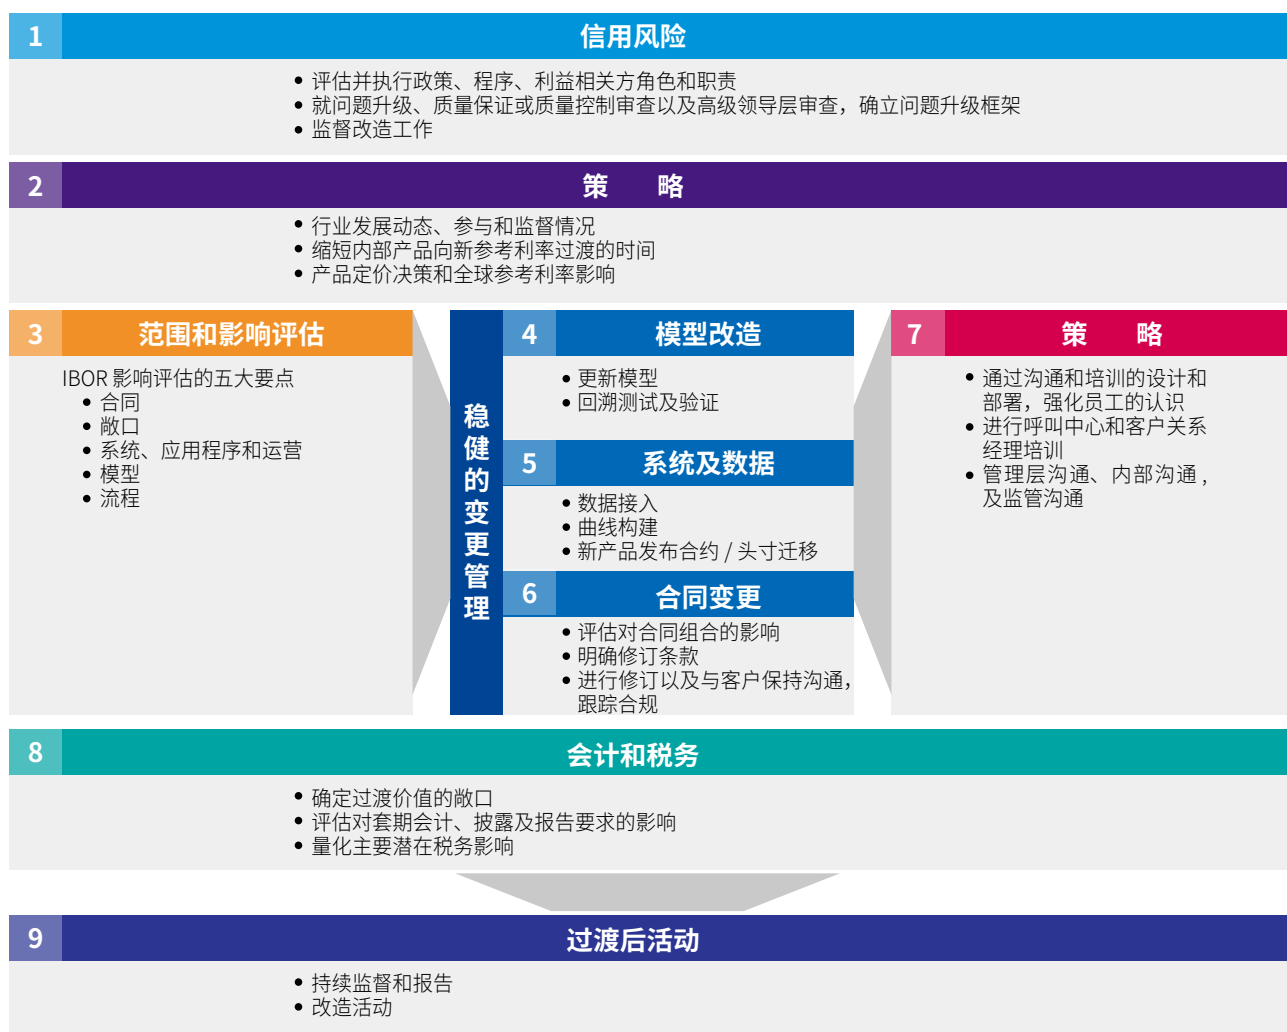 1
信用风险
• 评估并执行政策、程序、利益相关方角色和职责
• 就问题升级、质量保证或质量控制审查以及高级领导层审查，确立问题升级框架
• 监督改造工作
2
策 略
• 行业发展动态、参与和监督情况
• 缩短内部产品向新参考利率过渡的时间
• 产品定价决策和全球参考利率影响
3
范围和影响评估
IBOR 影响评估的五大要点
• 合同
• 敞口
• 系统、应用程序和运营
• 模型
• 流程
稳健的变更管理
4
模型改造
• 更新模型
• 回溯测试及验证
5
系统及数据
• 数据接入
• 曲线构建
• 新产品发布合约 / 头寸迁移
6
合同变更
• 评估对合同组合的影响
• 明确修订条款
• 进行修订以及与客户保持沟通，
跟踪合规
7
策 略
• 通过沟通和培训的设计和
部署，强化员工的认识
• 进行呼叫中心和客户关系
经理培训
• 管理层沟通、内部沟通，
及监管沟通
8
会计和税务
• 确定过渡价值的敞口
• 评估对套期会计、披露及报告要求的影响
• 量化主要潜在税务影响
9
过渡后活动
• 持续监督和报告
• 改造活动